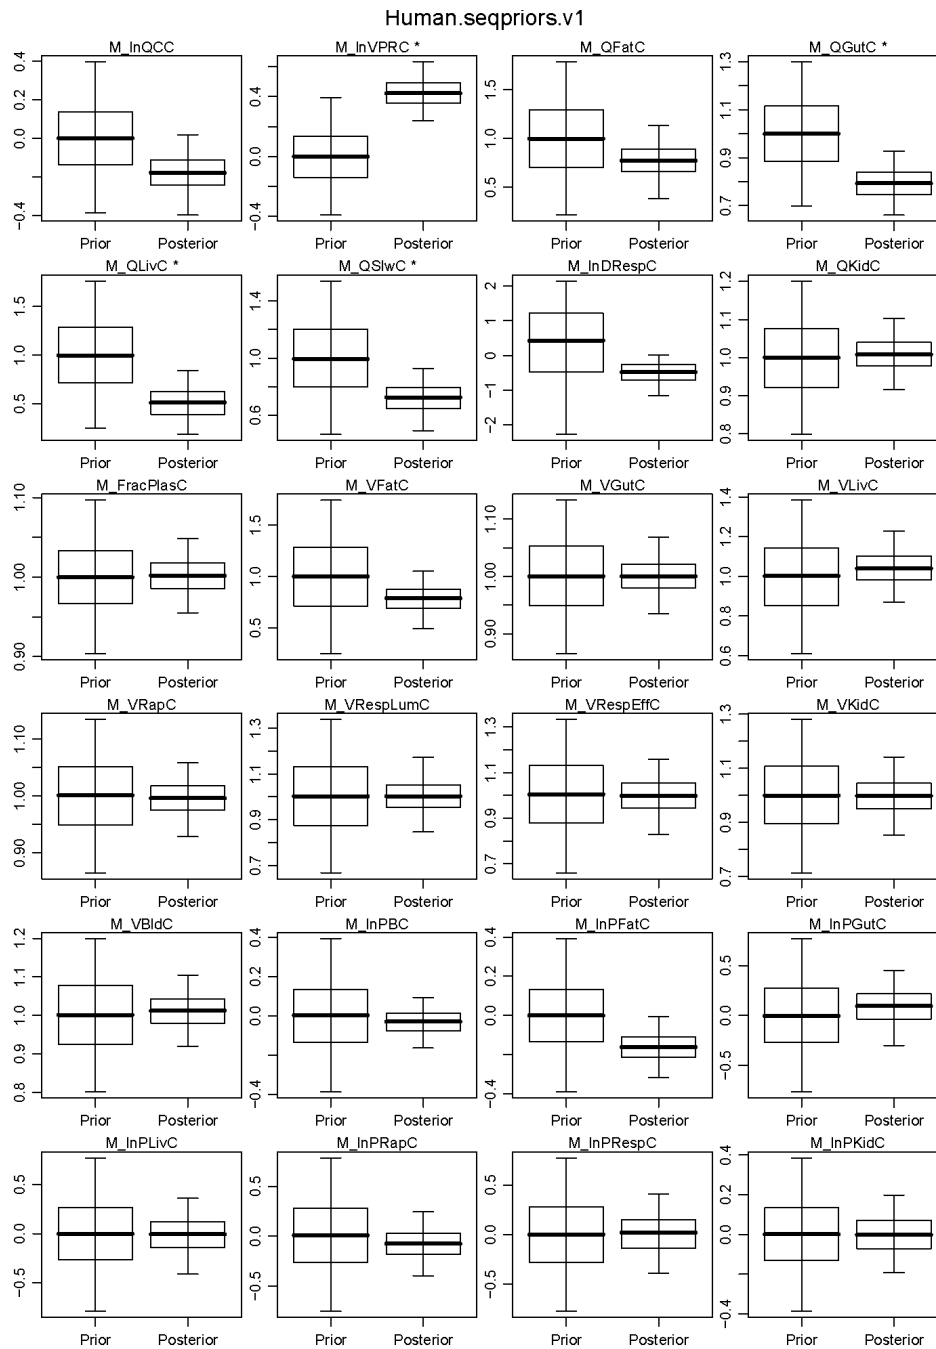 Human.seqpriors.v1
M_lnQCC
M_lnVPRC *
M_QFatC
M_QGutC *
0.4
0.2
0.0
-0.4
Prior Posterior
0.4
0.0
-0.4
Prior Posterior
1.5
1.0
0.5
Prior Posterior
1.3
1.1
0.9
0.7
Prior Posterior
M_QLivC *
M_QSlwC *
M_lnDRespC
M_QKidC
1.5
1.0
0.5
Prior Posterior
1.4
1.0
0.6
Prior Posterior
2
1
0
-1
-2
Prior Posterior
1.2
1.1
1.0
0.9
0.8
Prior Posterior
M_FracPlasC
M_VFatC
M_VGutC
M_VLivC
1.10
1.00
0.90
Prior Posterior
1.5
1.0
0.5
Prior Posterior
1.10
1.00
0.90
Prior Posterior
1.4
1.2
1.0
0.8
0.6
Prior Posterior
M_VRapC
M_VRespLumC
M_VRespEffC
M_VKidC
1.10
1.00
0.90
Prior Posterior
1.3
1.1
0.9
0.7
Prior Posterior
1.3
1.1
0.9
0.7
Prior Posterior
1.3
1.1
0.9
0.7
Prior Posterior
M_VBldC
M_lnPBC
M_lnPFatC
M_lnPGutC
1.2
1.1
1.0
0.9
0.8
Prior Posterior
0.4
0.2
0.0
-0.4
Prior Posterior
0.4
0.2
0.0
-0.4
Prior Posterior
0.5
0.0
-0.5
Prior Posterior
M_lnPLivC
M_lnPRapC
M_lnPRespC
M_lnPKidC
0.5
0.0
-0.5
Prior Posterior
0.5
0.0
-0.5
Prior Posterior
0.5
0.0
-0.5
Prior Posterior
0.4
0.2
0.0
-0.4
Prior Posterior